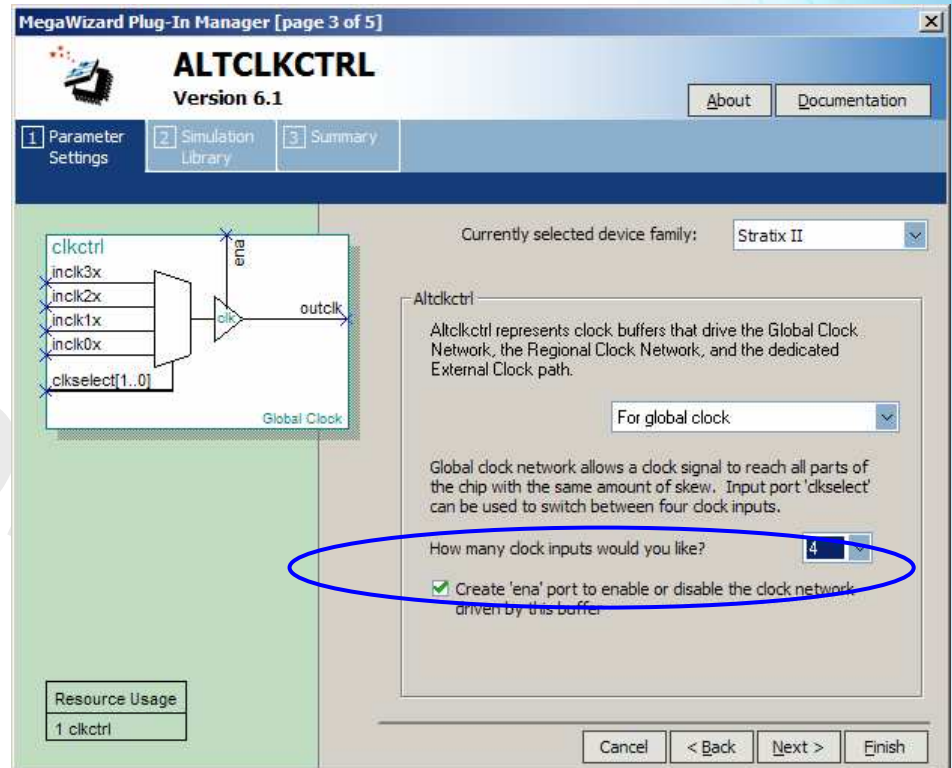 MegaWizard Plug-In Manager [page 3 of 5]
ALTCLKCTRL
Version 6.1
About
Documentation
1 Parameter Settings
2 Simulation Library
3 Summary
Currently selected device family:
Stratix II
clkctrl
ena
inclk3x
inclk2x
inclk1x
inclk0x
clk
outclk
clkselect[1..0]
Global Clock
Altclkctrl
Altclkctrl represents clock buffers that drive the Global Clock
Network, the Regional Clock Network, and the dedicated
External Clock path.
For global clock
Global clock network allows a clock signal to reach all parts of
the chip with the same amount of skew. Input port 'clkselect'
can be used to switch between four clock inputs.
How many clock inputs would you like?
4
Create 'ena' port to enable or disable the clock network
driven by this buffer
Resource Usage
1 clkctrl
Cancel
< Back
Next >
Finish